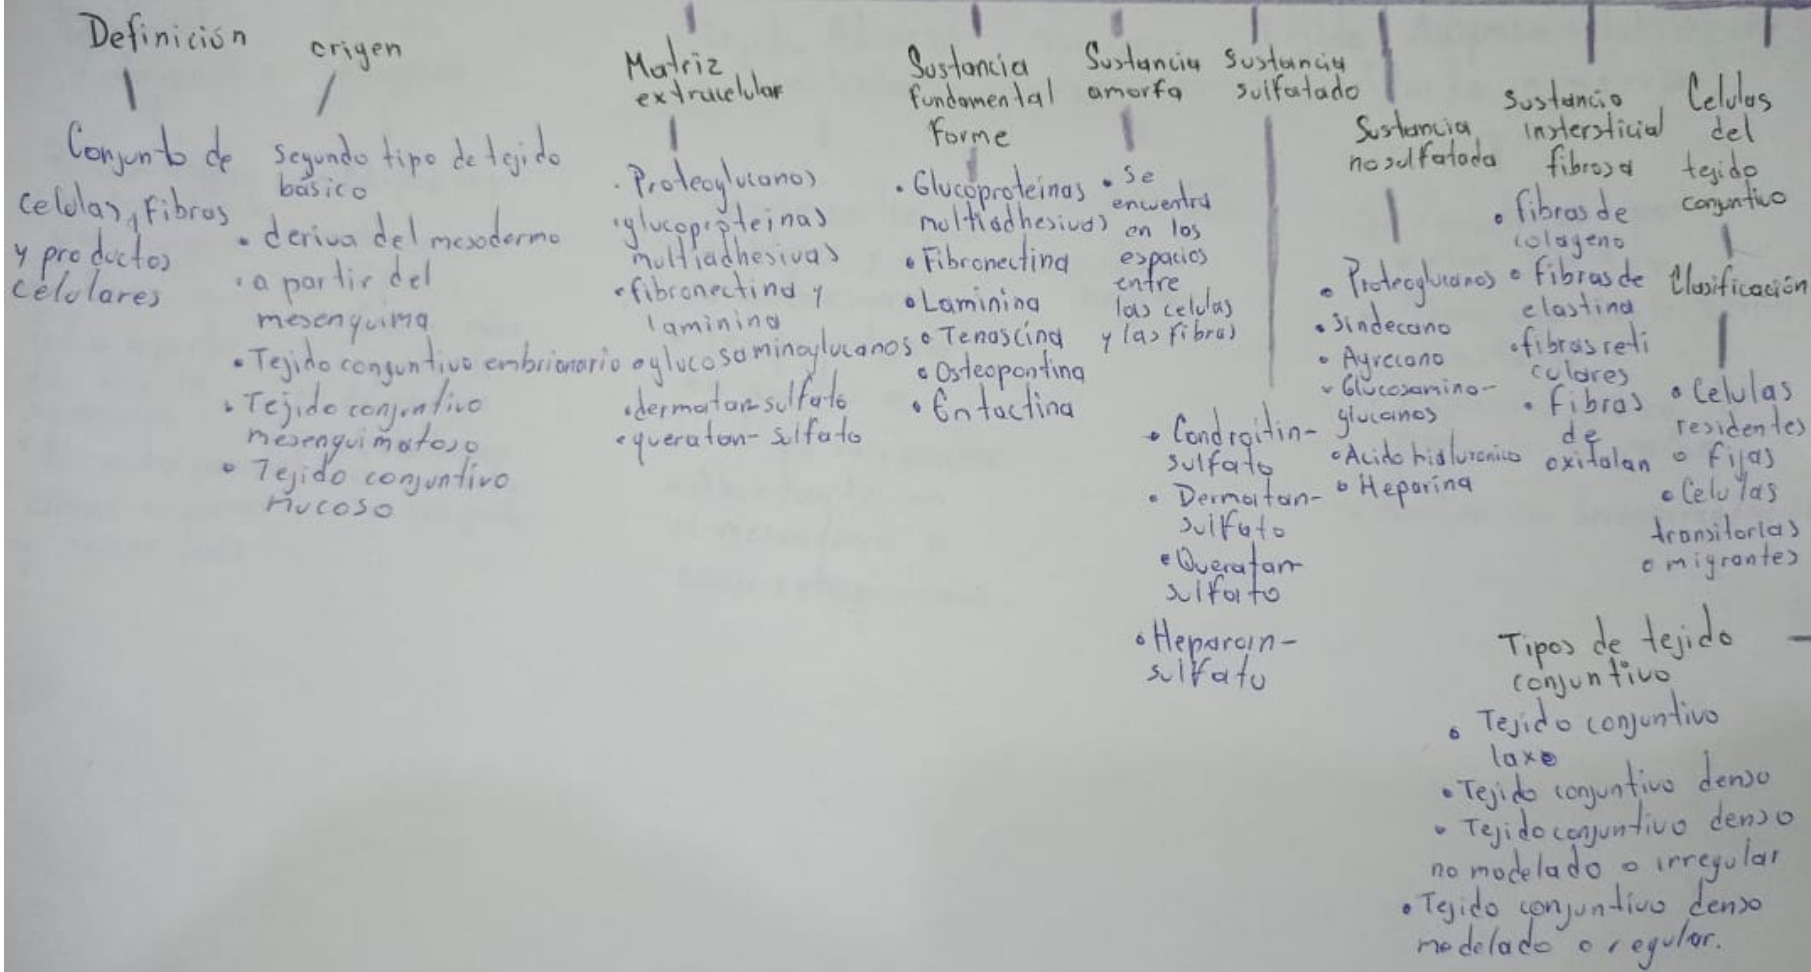 Definición
Conjunto de
celulas, fibras
y productos
celulares
origen
segundo tipo de tejido
básico
• deriva del mesodermo
• a partir del
mesenquima
• Tejido conjuntivo embrionario
• Tejido conjuntivo
mesenquimatoso
• Tejido conjuntivo
mucoso
Matriz
extracelular
• Proteoglucanos
• glucoproteinas
multiadhesivas
• fibronectina y
laminina
• glucosaminoglucanos
• dermatan sulfato
• queratan-sulfato
Sustancia
fundamental
Forme
• Glucoproteinas
multiadhesivas
• Fibronectina
• Laminina
• Tenascina
• Osteopontina
• Entactina
Sustancia
amorfa
• Se
encuentra
en los
espacios
entre
las celulas
y las fibras
Sustancia
sulfatado
• Condroitin-
sulfato
• Dermatan-
sulfato
• Queratan-
sulfato
• Heparain-
sulfato
Sustancia
no sulfatada
• Proteoglucanos
• Sindecano
• Agrecano
• Glucosamino-
glucanos
• Acido hialuronico
• Heparina
Sustancia
instersticial
fibrosa
• fibras de
colageno
• Fibras de
elastina
• fibras reti
culares
• Fibras
de
oxitalan
Celulas
del
tejido
conjuntivo
Clasificación
• Celulas
residentes
o fijas
• Celulas
transitorias
o migrantes
Tipos de tejido
conjuntivo
• Tejido conjuntivo
laxo
• Tejido conjuntivo denso
• Tejido conjuntivo denso
no modelado o irregular
• Tejido conjuntivo denso
modelado o regular.